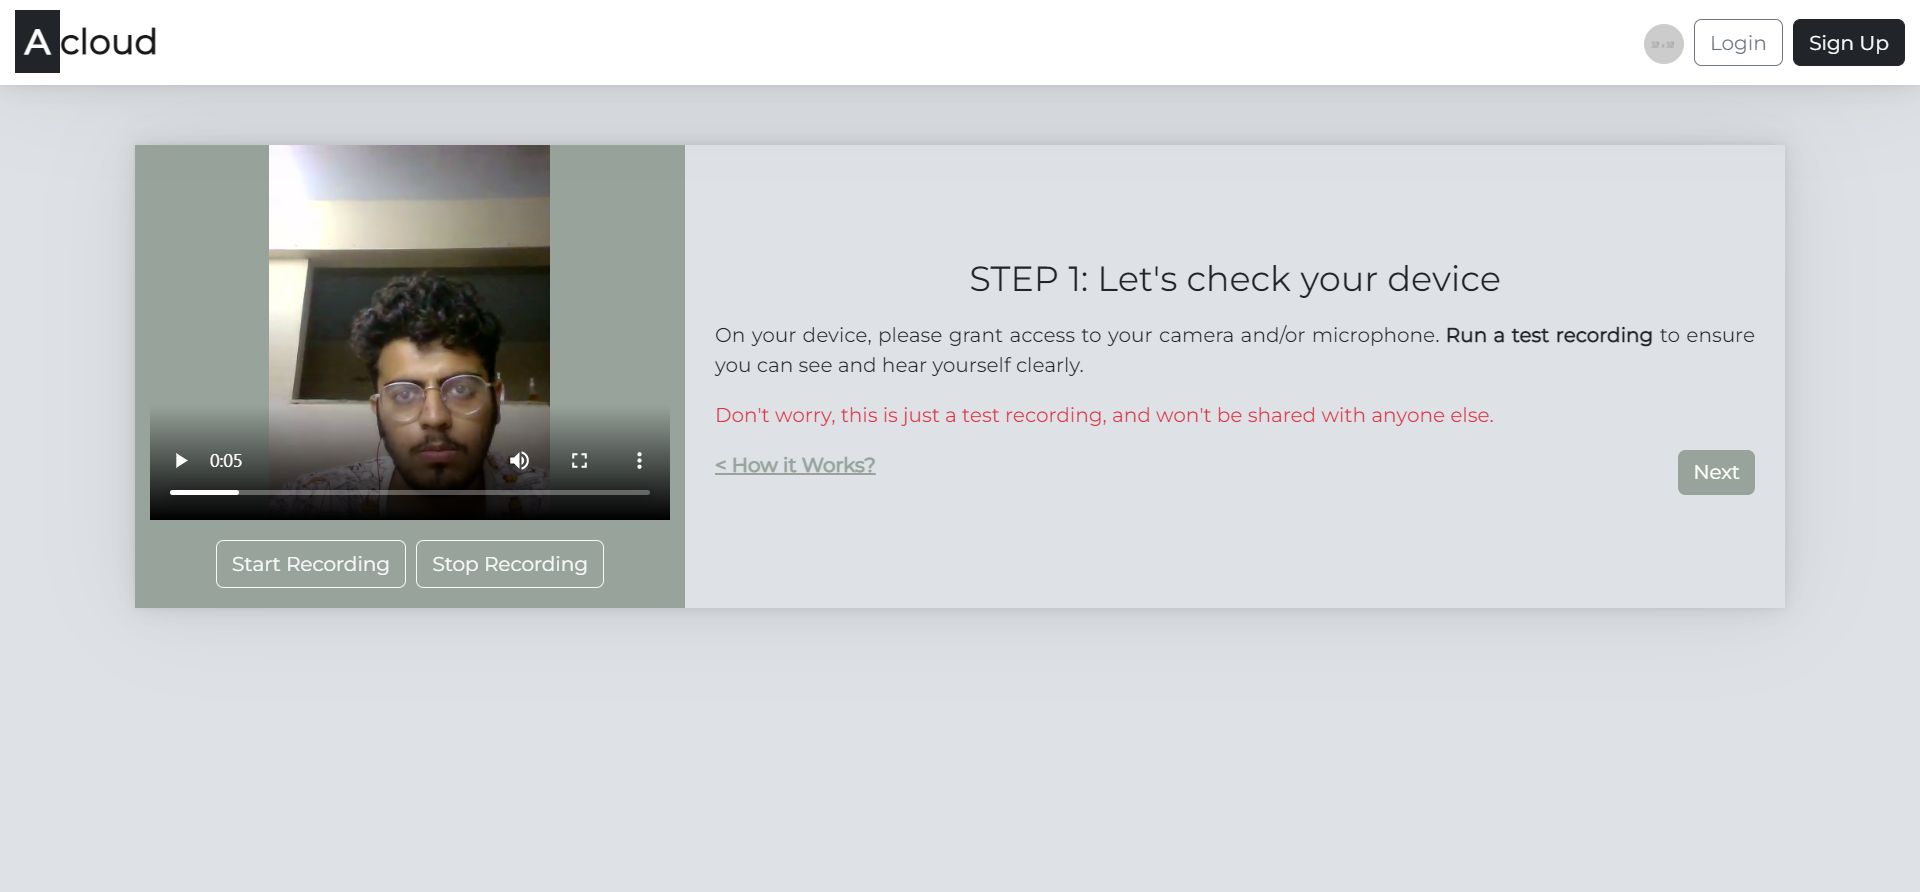 A cloud
Login
Sign Up
STEP 1: Let's check your device
On your device, please grant access to your camera and/or microphone. Run a test recording to ensure
you can see and hear yourself clearly.
Don't worry, this is just a test recording, and won't be shared with anyone else.
< How it Works?
Next
0:05
Start Recording
Stop Recording